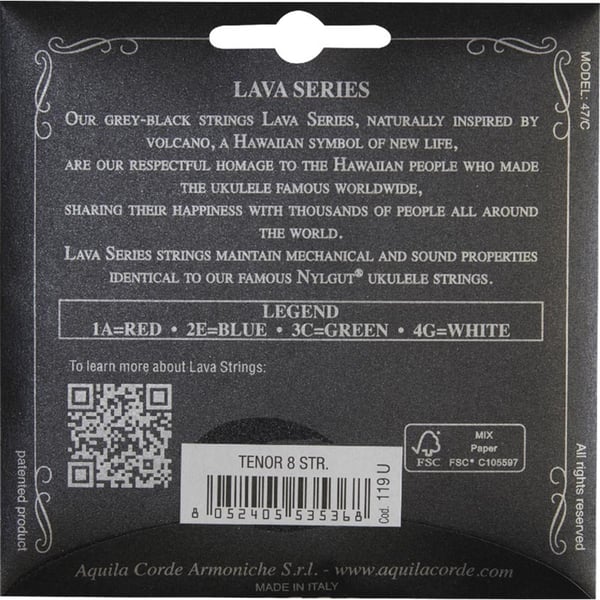 LAVA SERIES
OUR GREY-BLACK STRINGS LAVA SERIES, NATURALLY INSPIRED BY
VOLCANO, A HAWAIIAN SYMBOL OF NEW LIFE,
ARE OUR RESPECTFUL HOMAGE TO THE HAWAIIAN PEOPLE WHO MADE
THE UKULELE FAMOUS WORLDWIDE,
SHARING THEIR HAPPINESS WITH THOUSANDS OF PEOPLE ALL AROUND
THE WORLD.
LAVA SERIES STRINGS MAINTAIN MECHANICAL AND SOUND PROPERTIES
IDENTICAL TO OUR FAMOUS NYLGUT® UKULELE STRINGS.
LEGEND
1A=RED • 2E=BLUE • 3C=GREEN • 4G=WHITE
To learn more about Lava Strings:
TENOR 8 STR.
8 052405 535368
Cod. 119 U
FSC
MIX
Paper
FSC® C105597
MODEL: 47/C
patented product
All rights reserved
Aquila Corde Armoniche S.r.l. - www.aquilacorde.com
MADE IN ITALY